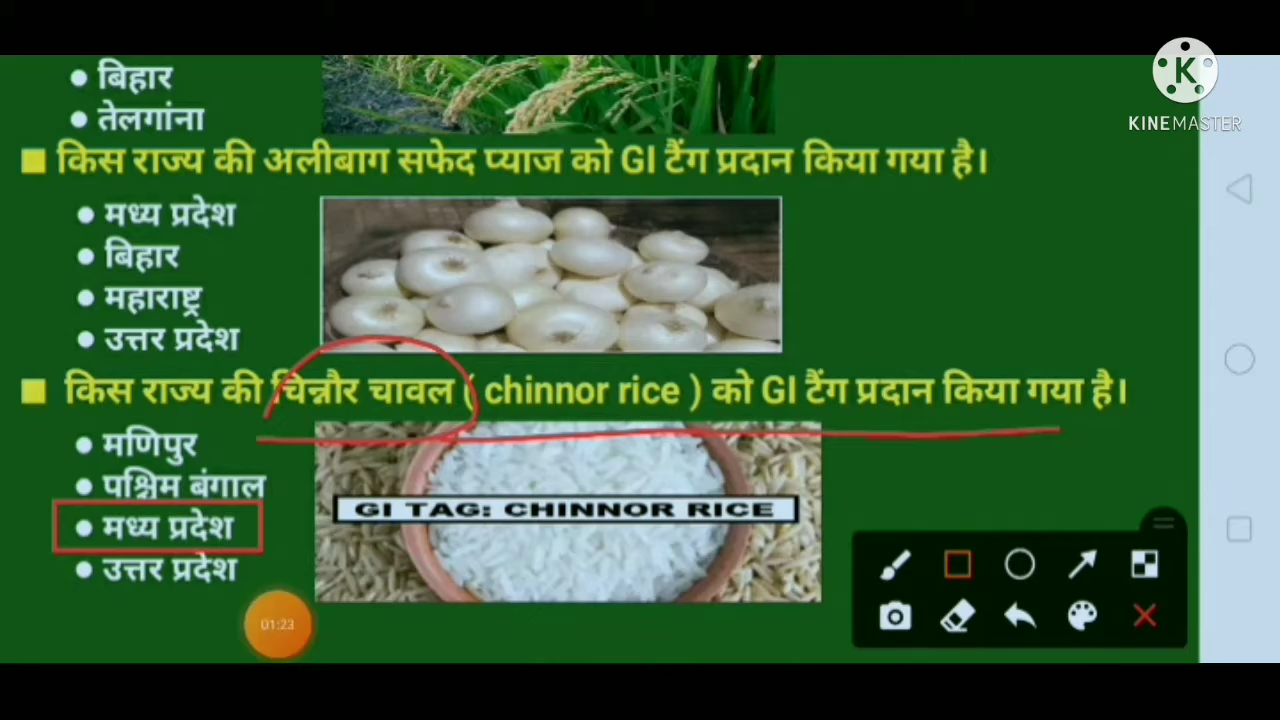 ● बिहार
● तेलगांना
KINEMASTER
■ किस राज्य की अलीबाग सफेद प्याज को GI टैंग प्रदान किया गया है।
● मध्य प्रदेश
● बिहार
● महाराष्ट्र
● उत्तर प्रदेश
■ किस राज्य की चिन्नौर चावल ( chinnor rice ) को GI टैंग प्रदान किया गया है।
● मणिपुर
● पश्चिम बंगाल
● मध्य प्रदेश
● उत्तर प्रदेश
GI TAG: CHINNOR RICE
01:23